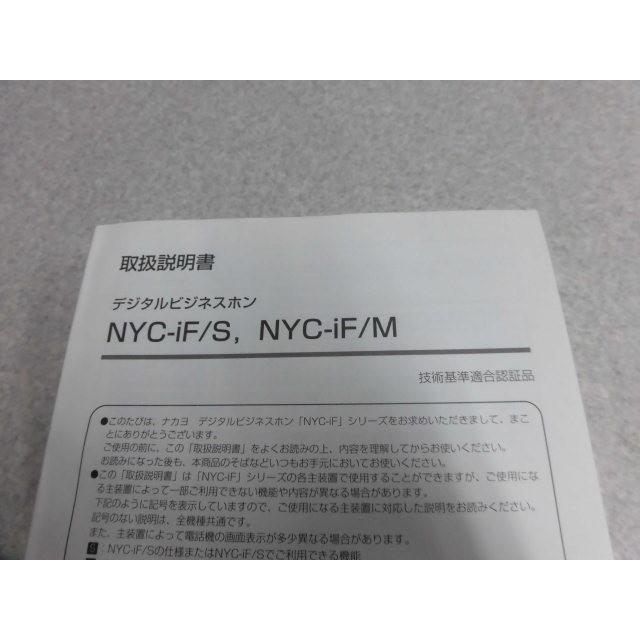 取扱説明書
デジタルビジネスホン
NYC-iF/S, NYC-iF/M
技術基準適合認証品
●このたびは、ナカヨ デジタルビジネスホン「NYC-iF」シリーズをお求めいただきまして、まこ
とにありがとうございます。
ご使用の前に、この「取扱説明書」をよくお読みの上、内容を理解してからお使いください。
お読みになった後も、本商品のそばなどいつもお手元においてお使いください。
●この「取扱説明書」は「NYC-iF」シリーズの各主装置で使用することができますが、ご使用にな
る主装置によって一部ご利用できない機能や内容が異なる場合があります。
下記のように記号を表示していますので、ご使用になる主装置に対応した説明をお読みください。
記号のない説明は、全機種共通です。
また、主装置によって電話機の画面表示が多少異なる場合があります。
S：NYC-iF/Sの仕様またはNYC-iF/Sでご利用できる機能